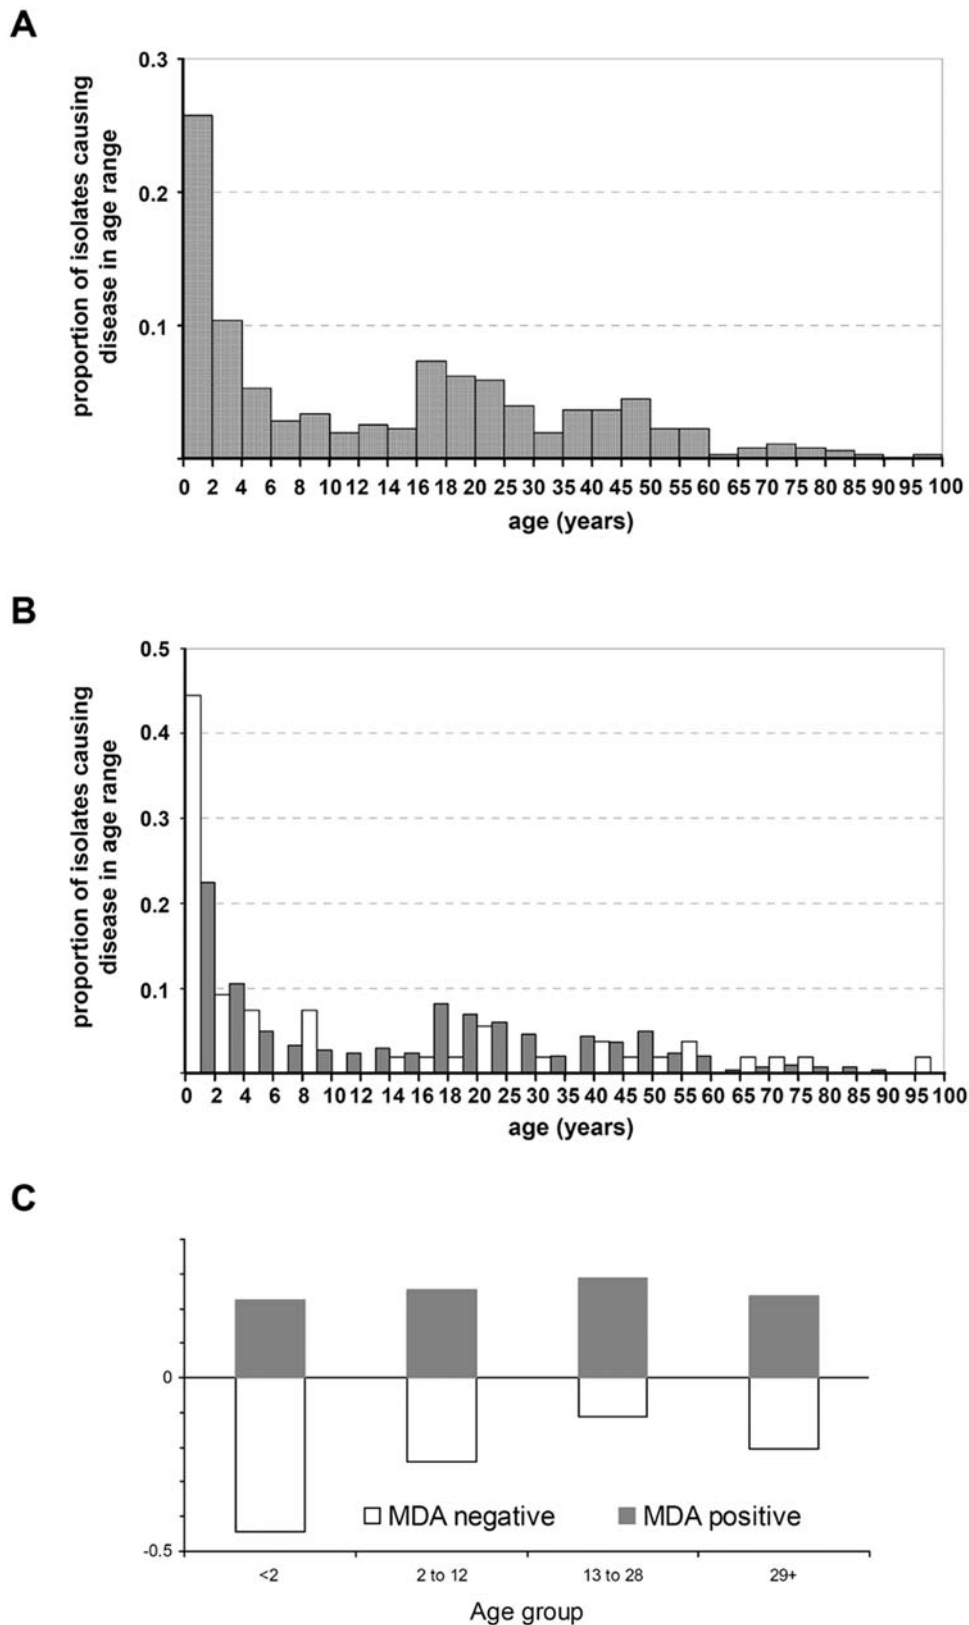 A
0.3
0.2
0.1
proportion of isolates causing
disease in age range
0 2 4 6 8 10 12 14 16 18 20 25 30 35 40 45 50 55 60 65 70 75 80 85 90 95 100
age (years)
B
0.5
0.4
0.3
0.2
0.1
proportion of isolates causing
disease in age range
0 2 4 6 8 10 12 14 16 18 20 25 30 35 40 45 50 55 60 65 70 75 80 85 90 95 100
age (years)
C
0
-0.5
MDA negative MDA positive
<2 2 to 12 13 to 28 29+
Age group